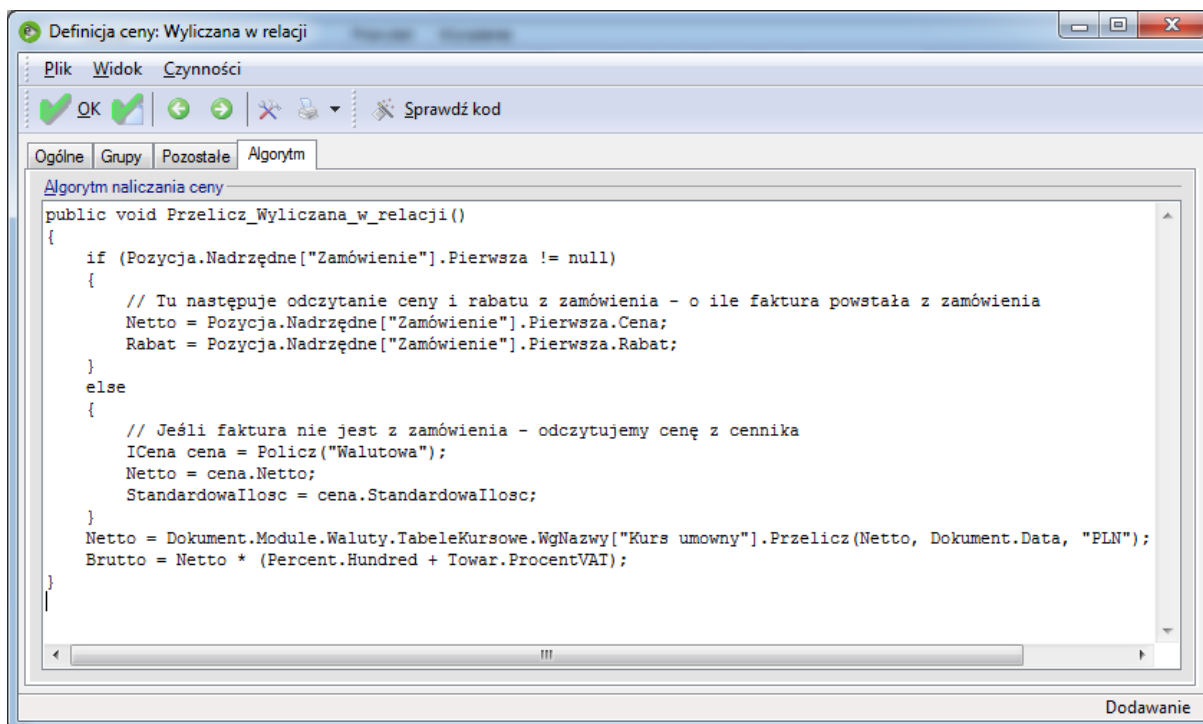 Definicja ceny: Wyliczana w relacji
Plik Widok Czynności
OK Sprawdź kod
Ogólne Grupy Pozostałe Algorytm
Algorytm naliczania ceny
public void Przelicz_Wyliczana_w_relacji()
{
    if (Pozycja.Nadrzędne["Zamówienie"].Pierwsza != null)
    {
        // Tu następuje odczytanie ceny i rabatu z zamówienia - o ile faktura powstała z zamówienia
        Netto = Pozycja.Nadrzędne["Zamówienie"].Pierwsza.Cena;
        Rabat = Pozycja.Nadrzędne["Zamówienie"].Pierwsza.Rabat;
    }
    else
    {
        // Jeśli faktura nie jest z zamówienia - odczytujemy cenę z cennika
        ICena cena = Policz("Walutowa");
        Netto = cena.Netto;
        StandardowaIlosc = cena.StandardowaIlosc;
    }
    Netto = Dokument.Module.Waluty.TabeleKursowe.WgNazwy["Kurs umowny"].Przelicz(Netto, Dokument.Data, "PLN");
    Brutto = Netto * (Percent.Hundred + Towar.ProcentVAT);
}
Dodawanie